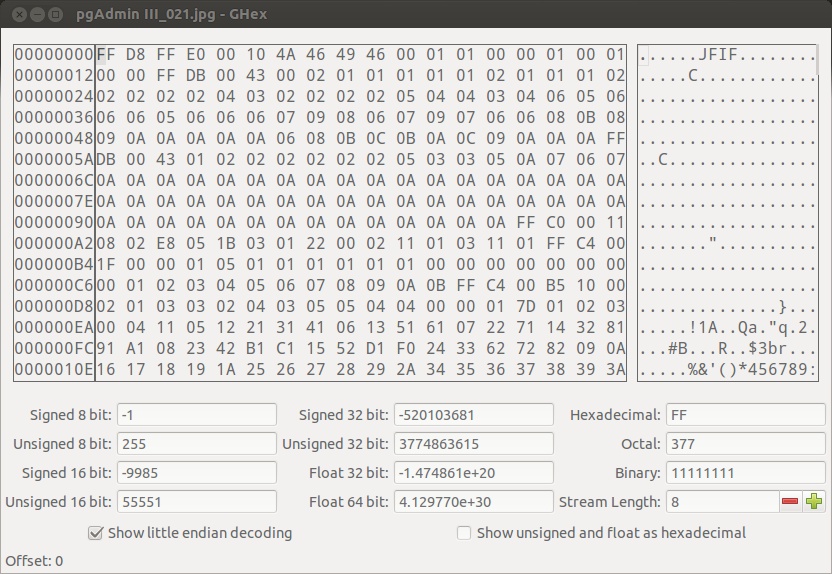 pgAdmin III_021.jpg - GHex
00000000 FF D8 FF E0 00 10 4A 46 49 46 00 01 01 00 00 01 00 01 ......JFIF........
00000012 00 00 FF DB 00 43 00 02 01 01 01 01 01 02 01 01 01 02 .....C............
00000024 02 02 02 02 04 03 02 02 02 02 05 04 04 03 04 06 05 06 ..................
00000036 06 06 05 06 06 06 07 09 08 06 07 09 07 06 06 08 0B 08 ..................
00000048 09 0A 0A 0A 0A 0A 06 08 0B 0C 0B 0A 0C 09 0A 0A 0A FF ..................
0000005A DB 00 43 01 02 02 02 02 02 02 05 03 03 05 0A 07 06 07 ..C...............
0000006C 0A 0A 0A 0A 0A 0A 0A 0A 0A 0A 0A 0A 0A 0A 0A 0A 0A 0A ..................
0000007E 0A 0A 0A 0A 0A 0A 0A 0A 0A 0A 0A 0A 0A 0A 0A 0A 0A 0A ..................
00000090 0A 0A 0A 0A 0A 0A 0A 0A 0A 0A 0A 0A 0A 0A FF C0 00 11 ..................
000000A2 08 02 E8 05 1B 03 01 22 00 02 11 01 03 11 01 FF C4 00 ......."..........
000000B4 1F 00 00 01 05 01 01 01 01 01 01 00 00 00 00 00 00 00 ..................
000000C6 00 01 02 03 04 05 06 07 08 09 0A 0B FF C4 00 B5 10 00 ..................
000000D8 02 01 03 03 02 04 03 05 05 04 04 00 00 01 7D 01 02 03 ..............}...
000000EA 00 04 11 05 12 21 31 41 06 13 51 61 07 22 71 14 32 81 .....!1A..Qa."q.2.
000000FC 91 A1 08 23 42 B1 C1 15 52 D1 F0 24 33 62 72 82 09 0A ...#B...R..$3br...
0000010E 16 17 18 19 1A 25 26 27 28 29 2A 34 35 36 37 38 39 3A .....%&'()*456789:
Signed 8 bit: -1 Signed 32 bit: -520103681 Hexadecimal: FF
Unsigned 8 bit: 255 Unsigned 32 bit: 3774863615 Octal: 377
Signed 16 bit: -9985 Float 32 bit: -1.474861e+20 Binary: 11111111
Unsigned 16 bit: 55551 Float 64 bit: 4.129770e+30 Stream Length: 8
Show little endian decoding Show unsigned and float as hexadecimal
Offset: 0